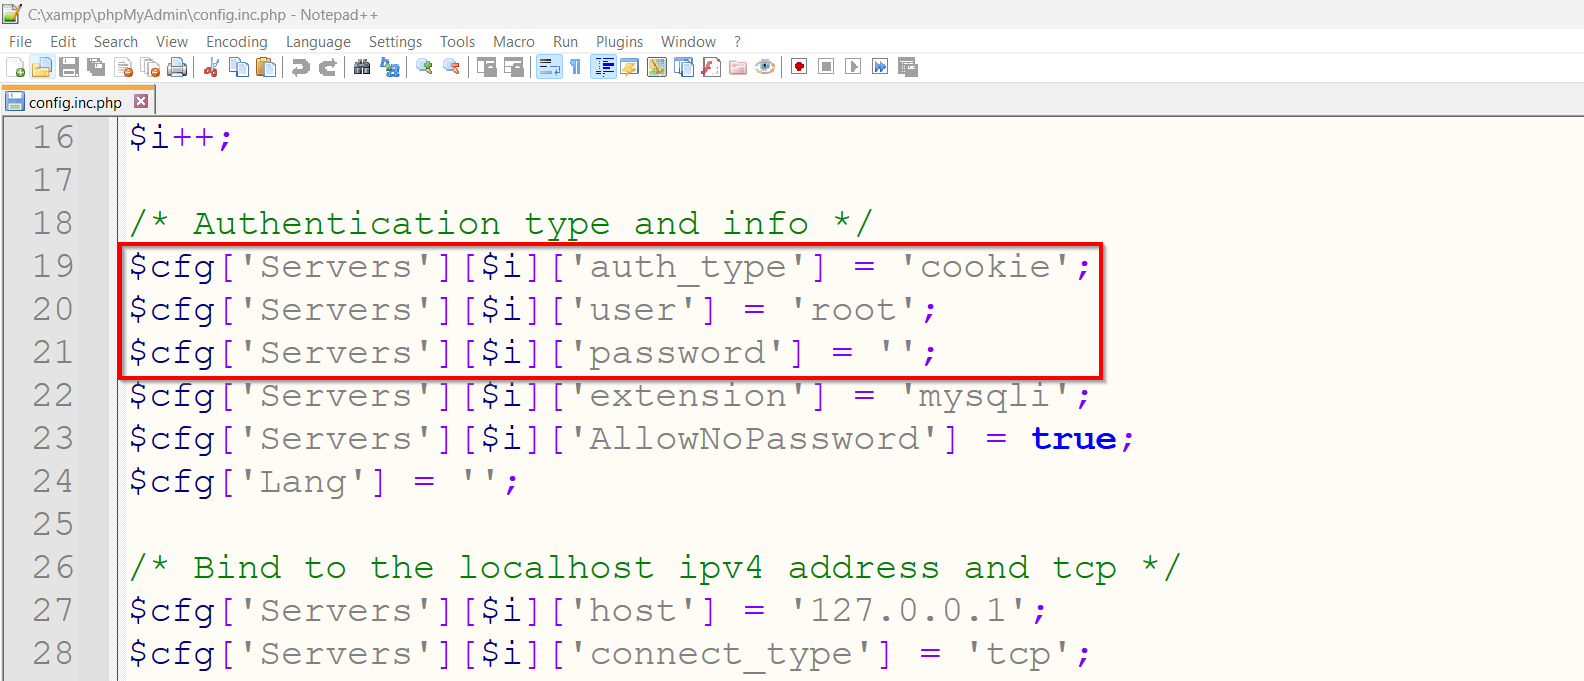 C:\xampp\phpMyAdmin\config.inc.php - Notepad++
File Edit Search View Encoding Language Settings Tools Macro Run Plugins Window ?
config.inc.php
16 $i++;
17
18 /* Authentication type and info */
19 $cfg['Servers'][$i]['auth_type'] = 'cookie';
20 $cfg['Servers'][$i]['user'] = 'root';
21 $cfg['Servers'][$i]['password'] = '';
22 $cfg['Servers'][$i]['extension'] = 'mysqli';
23 $cfg['Servers'][$i]['AllowNoPassword'] = true;
24 $cfg['Lang'] = '';
25
26 /* Bind to the localhost ipv4 address and tcp */
27 $cfg['Servers'][$i]['host'] = '127.0.0.1';
28 $cfg['Servers'][$i]['connect_type'] = 'tcp';